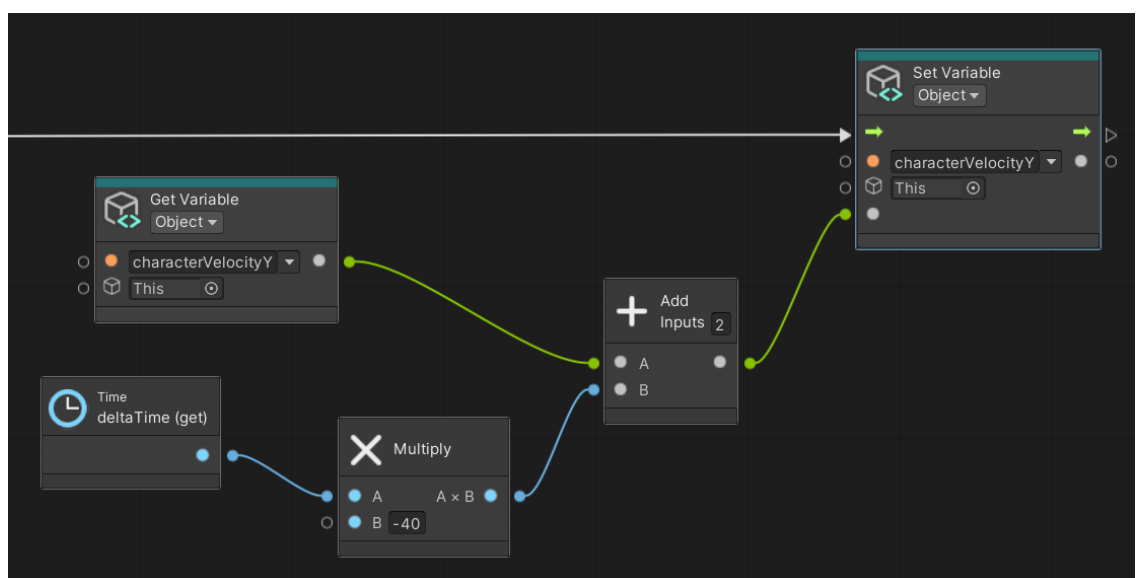 Set Variable
Object
characterVelocityY
This
Get Variable
Object
characterVelocityY
This
Add
Inputs 2
A
B
Time
deltaTime (get)
Multiply
A A × B
B -40